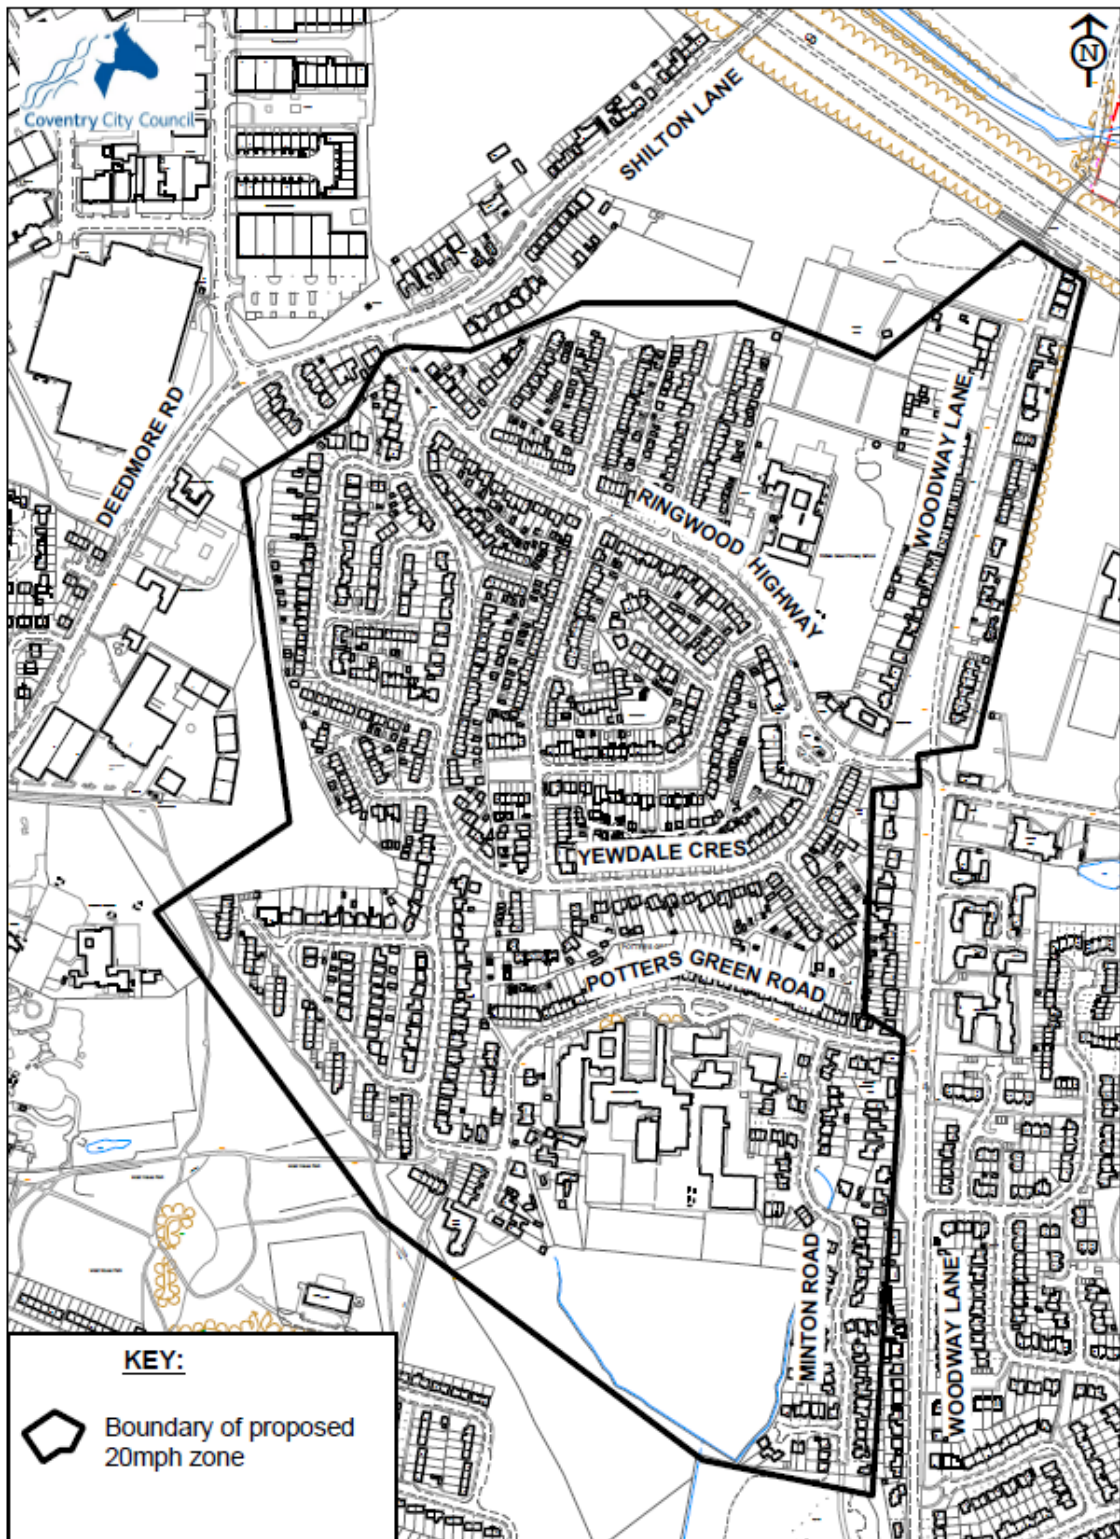 Coventry City Council
N
SHILTON LANE
DEEDMORE RD
WOODWAY LANE
RINGWOOD HIGHWAY
YEWDALE CRES
POTTERS GREEN ROAD
MINTON ROAD
WOODWAY LANE
KEY:
Boundary of proposed
20mph zone